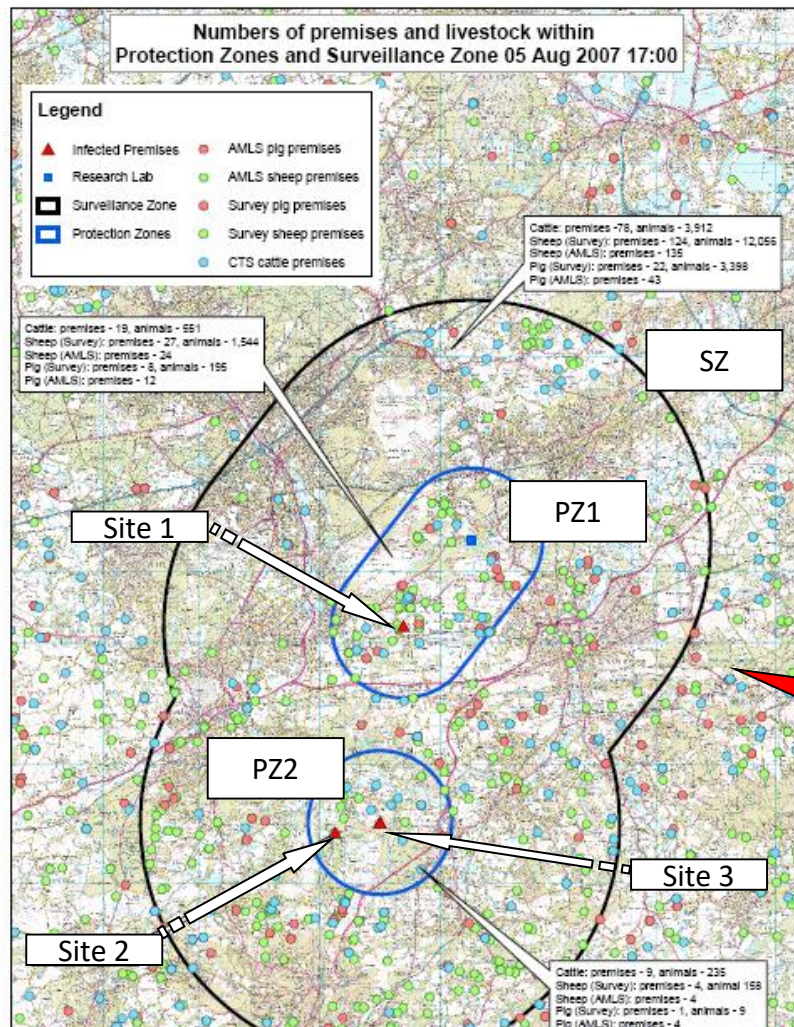 Numbers of premises and livestock within
Protection Zones and Surveillance Zone 05 Aug 2007 17:00
Legend
Infected Premises
Research Lab
Surveillance Zone
Protection Zones
AMLS pig premises
AMLS sheep premises
Survey pig premises
Survey sheep premises
CTS cattle premises
Cattle: premises -78, animals - 3,912
Sheep (Survey): premises - 124, animals - 12,056
Sheep (AMLS): premises - 135
Pig (Survey): premises - 22, animals - 3,398
Pig (AMLS): premises - 43
Cattle: premises - 19, animals - 551
Sheep (Survey): premises - 27, animals - 1,544
Sheep (AMLS): premises - 24
Pig (Survey): premises - 8, animals - 195
Pig (AMLS): premises - 12
SZ
PZ1
Site 1
PZ2
Site 3
Site 2
Cattle: premises - 9, animals - 235
Sheep (Survey): premises - 4, animal 158
Sheep (AMLS): premises - 4
Pig (Survey): premises - 1, animals - 9
Pig (AMLS): premises - 4